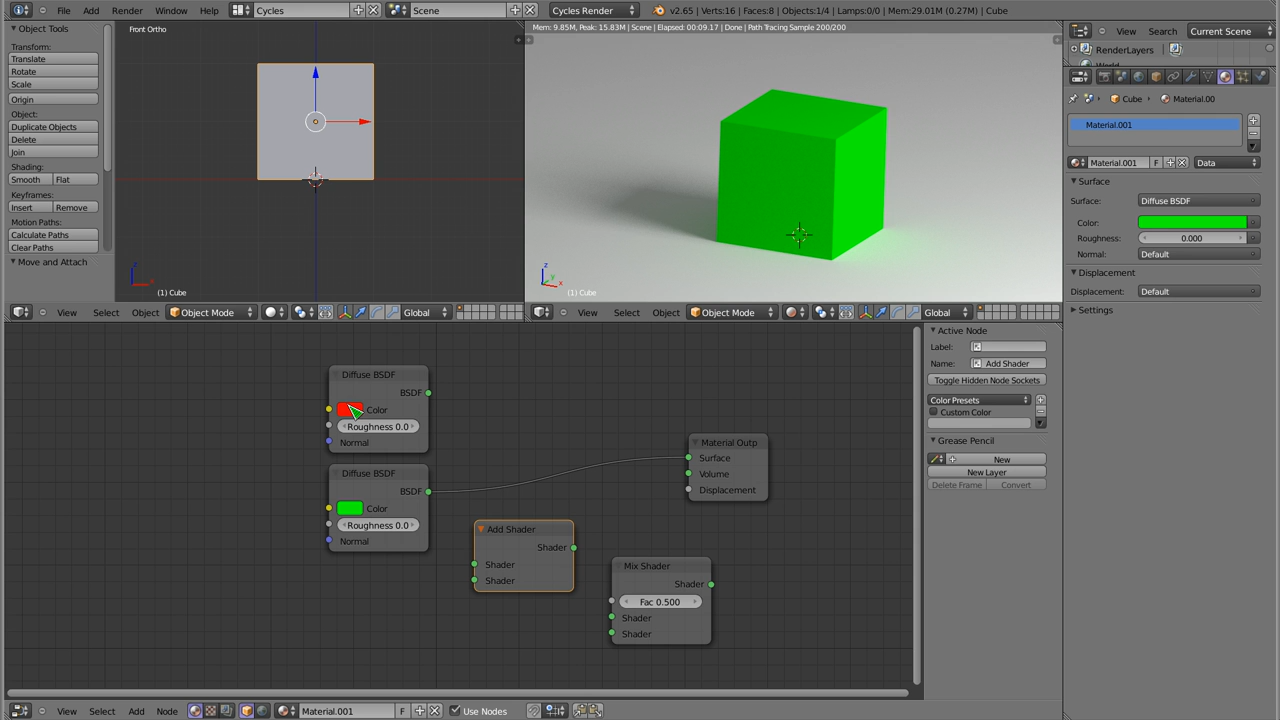 File Add Render Window Help Cycles Scene Cycles Render v2.65 | Verts:16 | Faces:8 | Objects:1/4 | Lamps:0/0 | Mem:29.01M (0.27M) | Cube
Object Tools
Transform:
Translate
Rotate
Scale
Origin
Object:
Duplicate Objects
Delete
Join
Shading:
Smooth Flat
Keyframes:
Insert Remove
Motion Paths:
Calculate Paths
Clear Paths
Move and Attach
Front Ortho
z
x
(1) Cube
Mem: 9.85M, Peak: 15.83M | Scene | Elapsed: 00:09.17 | Done | Path Tracing Sample 200/200
z
y
x
(1) Cube
View Select Object Object Mode Global
View Select Object Object Mode Global
View Search Current Scene
RenderLayers
Cube Material.00
Material.001
Material.001 F Data
Surface
Surface: Diffuse BSDF
Color:
Roughness: 0.000
Normal: Default
Displacement
Displacement: Default
Settings
Diffuse BSDF
BSDF
Color
Roughness 0.0
Normal
Diffuse BSDF
BSDF
Color
Roughness 0.0
Normal
Add Shader
Shader
Shader
Shader
Mix Shader
Shader
Fac 0.500
Shader
Shader
Material Outp
Surface
Volume
Displacement
Active Node
Label:
Name: Add Shader
Toggle Hidden Node Sockets
Color Presets
Custom Color
Grease Pencil
New
New Layer
Delete Frame Convert
View Select Add Node Material.001 F Use Nodes